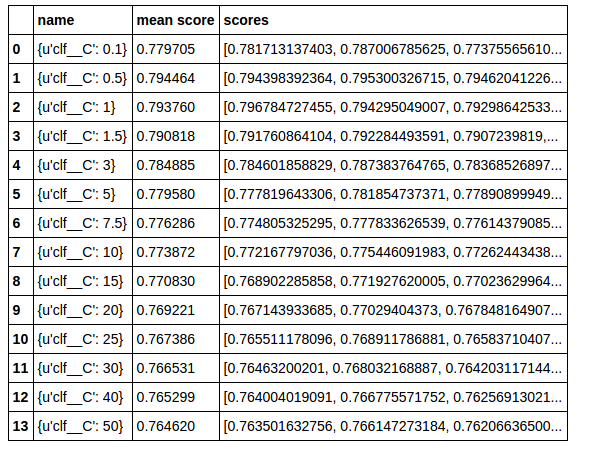 name mean score scores
0 {u'clf__C': 0.1} 0.779705 [0.781713137403, 0.787006785625, 0.77375565610...
1 {u'clf__C': 0.5} 0.794464 [0.794398392364, 0.795300326715, 0.79462041226...
2 {u'clf__C': 1} 0.793760 [0.796784727455, 0.794295049007, 0.79298642533...
3 {u'clf__C': 1.5} 0.790818 [0.791760864104, 0.792284493591, 0.7907239819,...
4 {u'clf__C': 3} 0.784885 [0.784601858829, 0.787383764765, 0.78368526897...
5 {u'clf__C': 5} 0.779580 [0.777819643306, 0.781854737371, 0.77890899949...
6 {u'clf__C': 7.5} 0.776286 [0.774805325295, 0.777833626539, 0.77614379085...
7 {u'clf__C': 10} 0.773872 [0.772167797036, 0.775446091983, 0.77262443438...
8 {u'clf__C': 15} 0.770830 [0.768902285858, 0.771927620005, 0.77023629964...
9 {u'clf__C': 20} 0.769221 [0.767143933685, 0.77029404373, 0.767848164907...
10 {u'clf__C': 25} 0.767386 [0.765511178096, 0.768911786881, 0.76583710407...
11 {u'clf__C': 30} 0.766531 [0.76463200201, 0.768032168887, 0.764203117144...
12 {u'clf__C': 40} 0.765299 [0.764004019091, 0.766775571752, 0.76256913021...
13 {u'clf__C': 50} 0.764620 [0.763501632756, 0.766147273184, 0.76206636500...